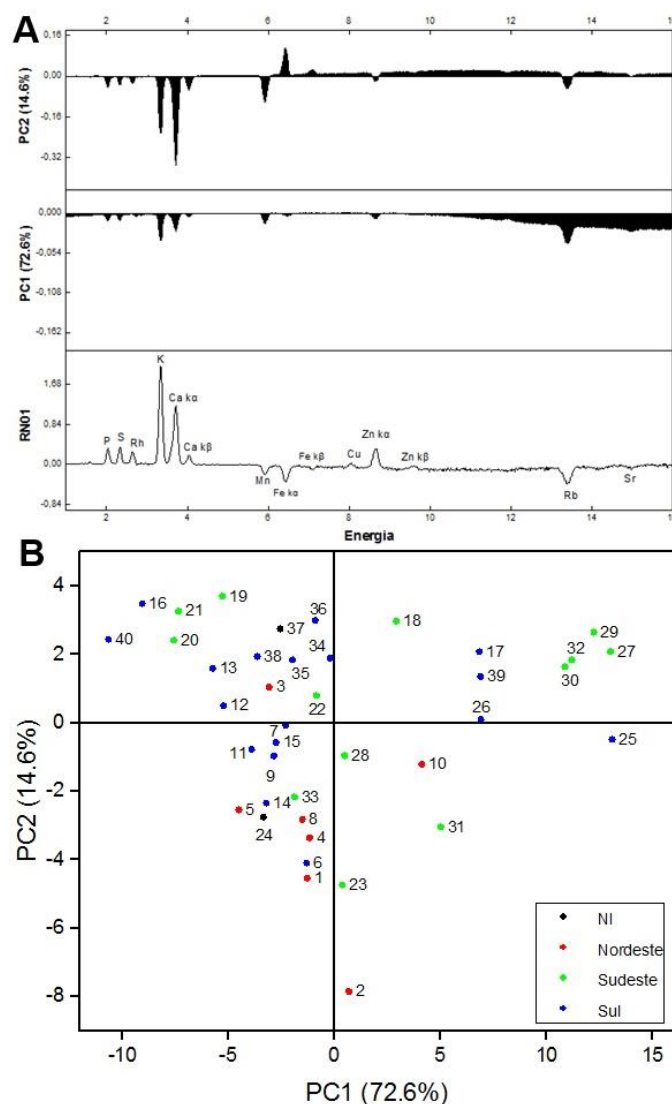 A
2 4 6 8 10 12 14 16
0,16
0,00
-0,16
-0,32
PC2 (14.6%)
0,000
-0,054
-0,108
-0,162
PC1 (72.6%)
1,68
0,84
0,00
-0,84
RN01
P
S
Rh
K
Ca kα
Ca kβ
Mn
Fe kα
Fe kβ
Cu
Zn kα
Zn kβ
Rb
Sr
2 4 6 8 10 12 14 16
Energia
B
4
2
0
-2
-4
-6
-8
PC2 (14.6%)
16
21
19
40
20
37
36
13
38
35
34
3
12
22
18
17
39
26
29
32
27
30
25
7
15
11
9
28
10
5
14
33
24
8
4
31
6
1
23
2
NI
Nordeste
Sudeste
Sul
-10 -5 0 5 10 15
PC1 (72.6%)